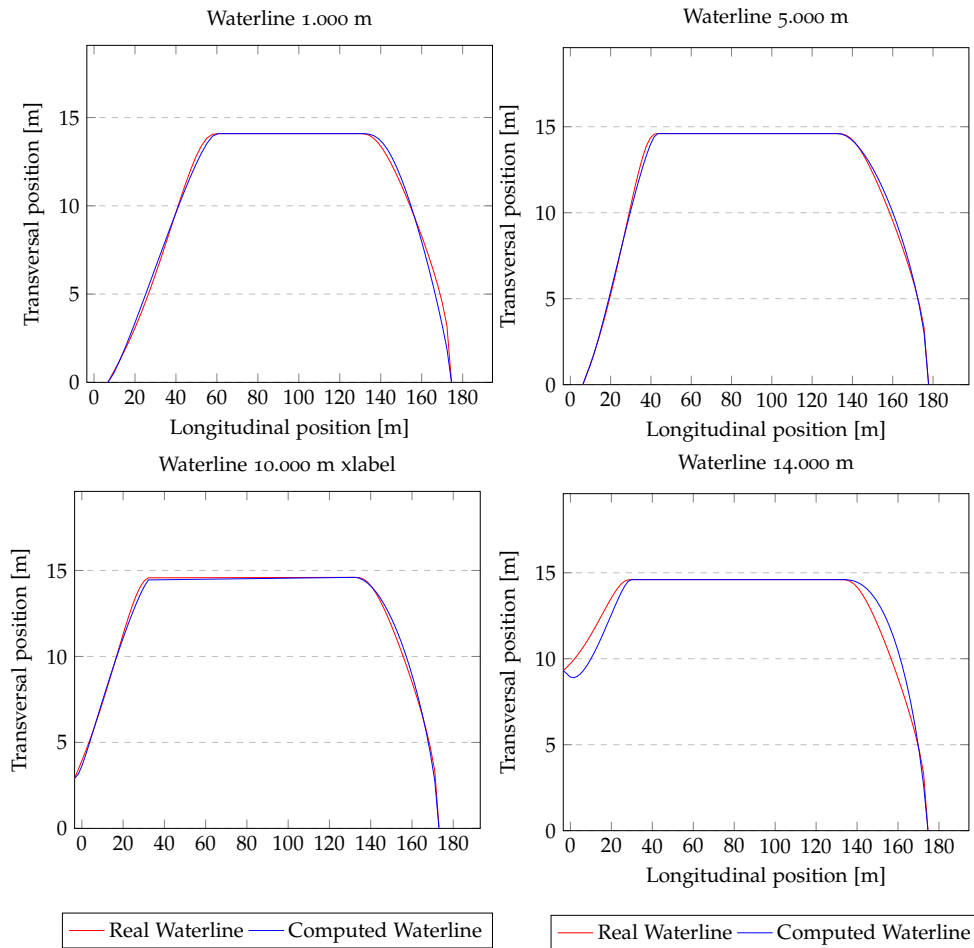 Waterline 1.000 m
Transversal position [m]
15
10
5
0
0 20 40 60 80 100 120 140 160 180
Longitudinal position [m]
Waterline 5.000 m
Transversal position [m]
15
10
5
0
0 20 40 60 80 100 120 140 160 180
Longitudinal position [m]
Waterline 10.000 m xlabel
Transversal position [m]
15
10
5
0
0 20 40 60 80 100 120 140 160 180
Real Waterline Computed Waterline
Waterline 14.000 m
Transversal position [m]
15
10
5
0
0 20 40 60 80 100 120 140 160 180
Longitudinal position [m]
Real Waterline Computed Waterline